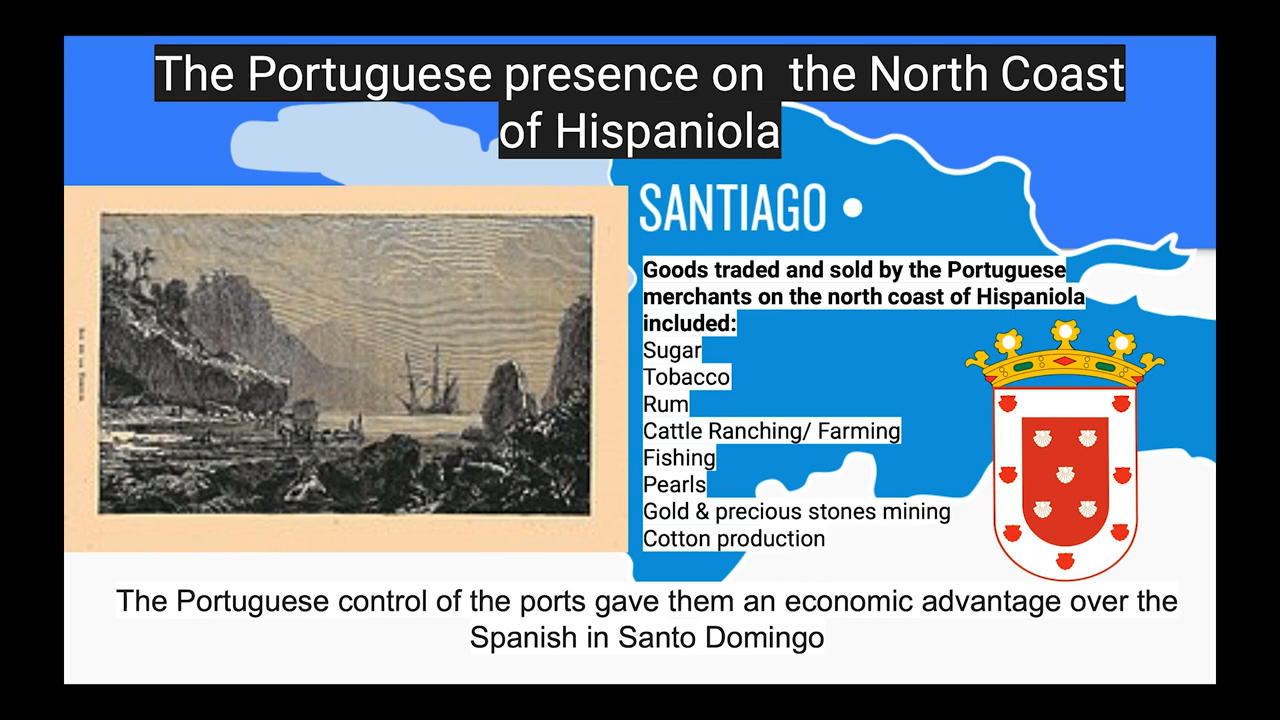 The Portuguese presence on  the North Coast
of Hispaniola
SANTIAGO
Goods traded and sold by the Portuguese
merchants on the north coast of Hispaniola
included:
Sugar
Tobacco
Rum
Cattle Ranching/ Farming
Fishing
Pearls
Gold & precious stones mining
Cotton production
The Portuguese control of the ports gave them an economic advantage over the
Spanish in Santo Domingo